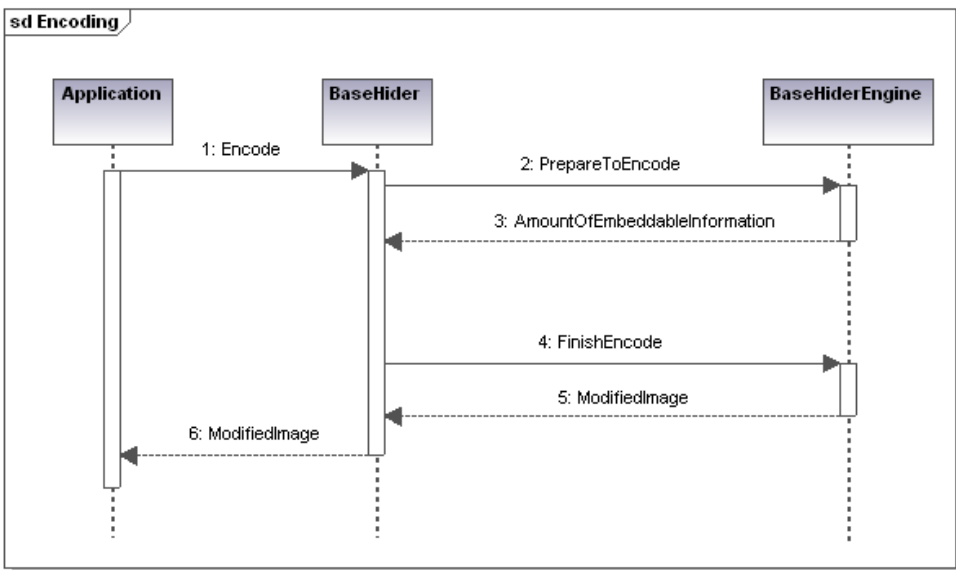 sd Encoding
Application
BaseHider
BaseHiderEngine
1: Encode
2: PrepareToEncode
3: AmountOfEmbeddableInformation
4: FinishEncode
5: ModifiedImage
6: ModifiedImage